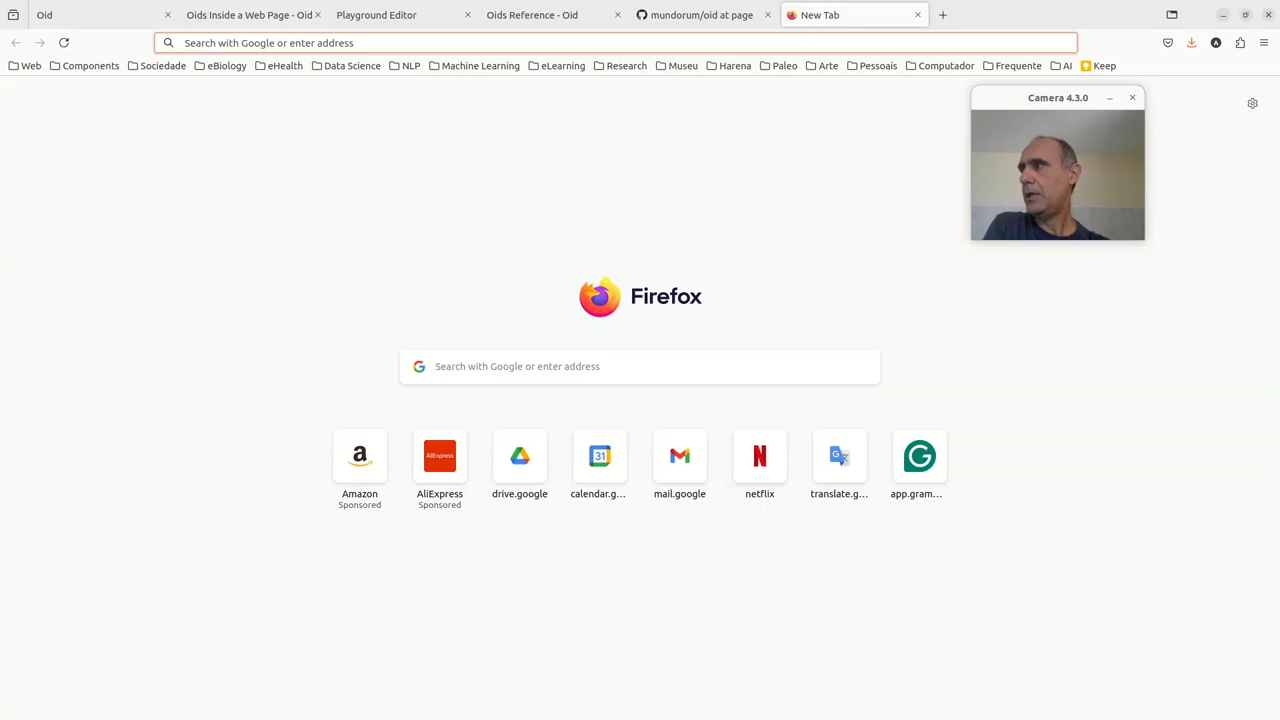 Oid
Oids Inside a Web Page - Oid
Playground Editor
Oids Reference - Oid
mundorum/oid at page
New Tab
Search with Google or enter address
Web Components Sociedade eBiology eHealth Data Science NLP Machine Learning eLearning Research Museu Harena Paleo Arte Pessoais Computador Frequente AI Keep
Camera 4.3.0
Firefox
Search with Google or enter address
a
AliExpress
31
N
G
Amazon
Sponsored
AliExpress
Sponsored
drive.google
calendar.g...
mail.google
netflix
translate.g...
app.gram...